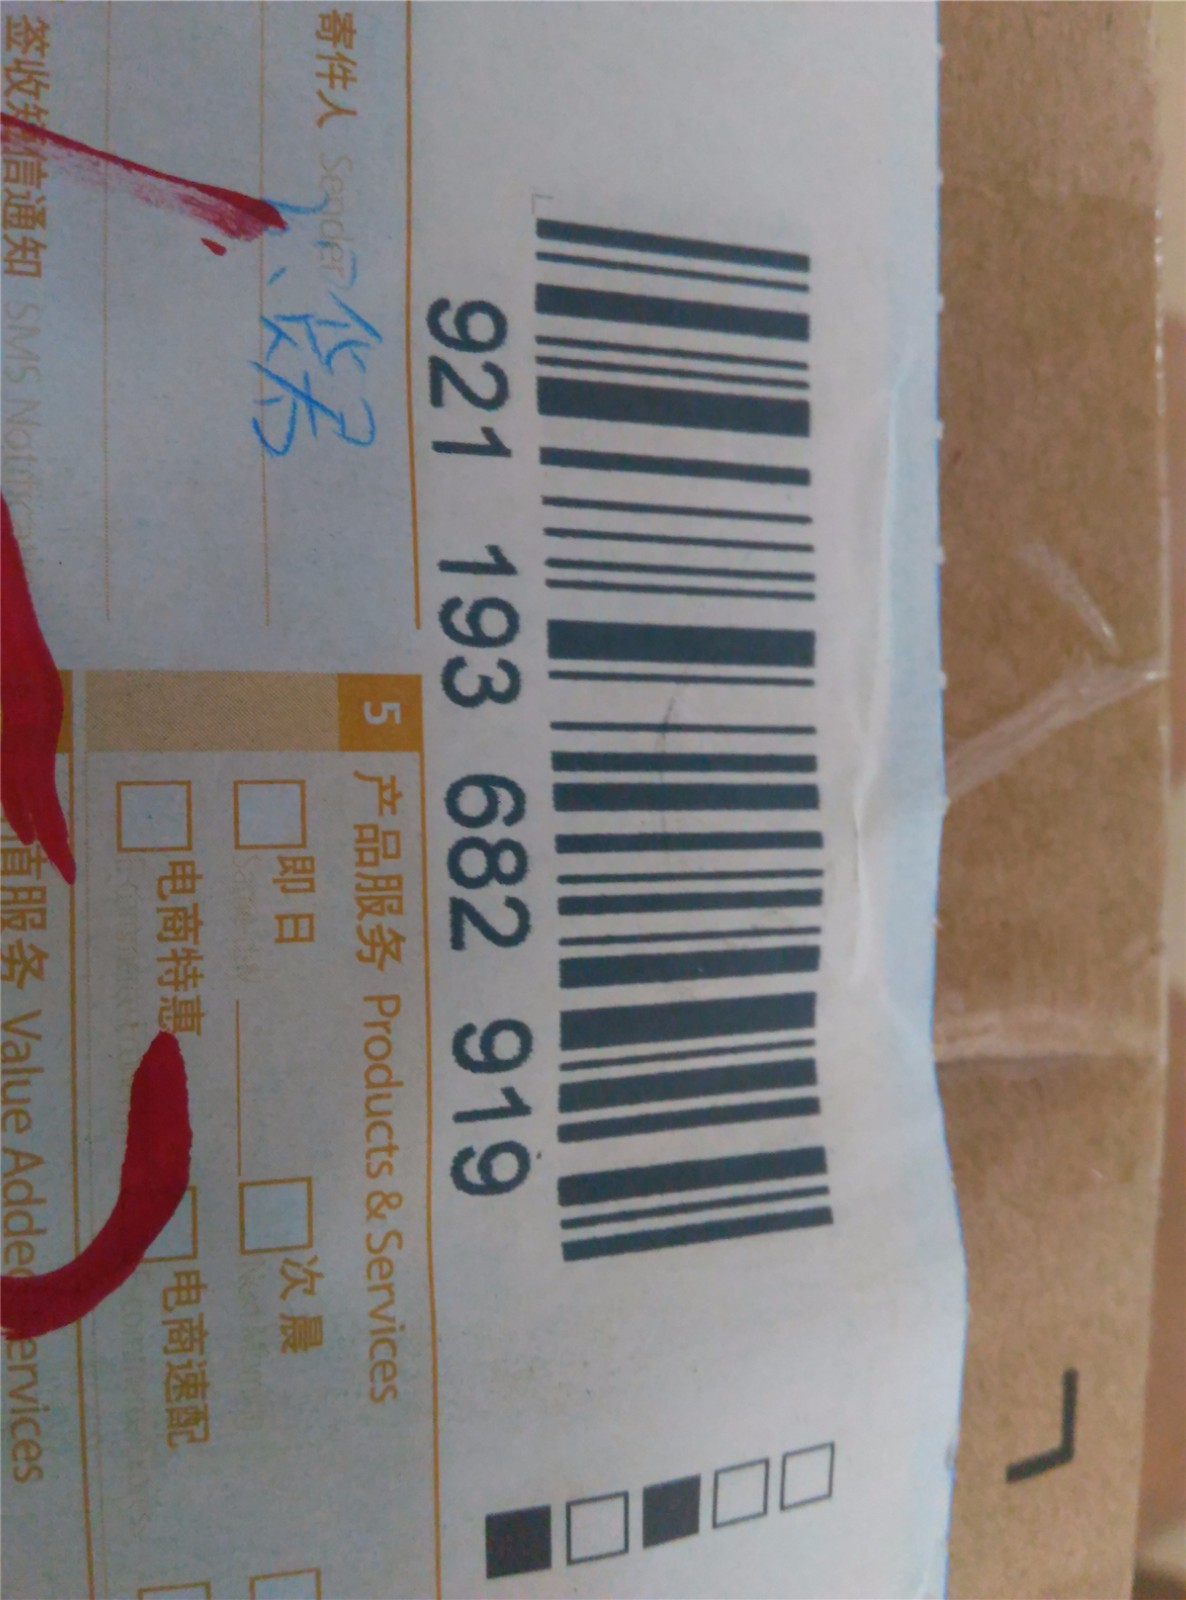 921 193 682 919
寄件人 Sender
签收短信通知 SMS
5 产品服务 Products & Services
即日
次晨
电商特惠
电商速配
值服务 Value Added Services